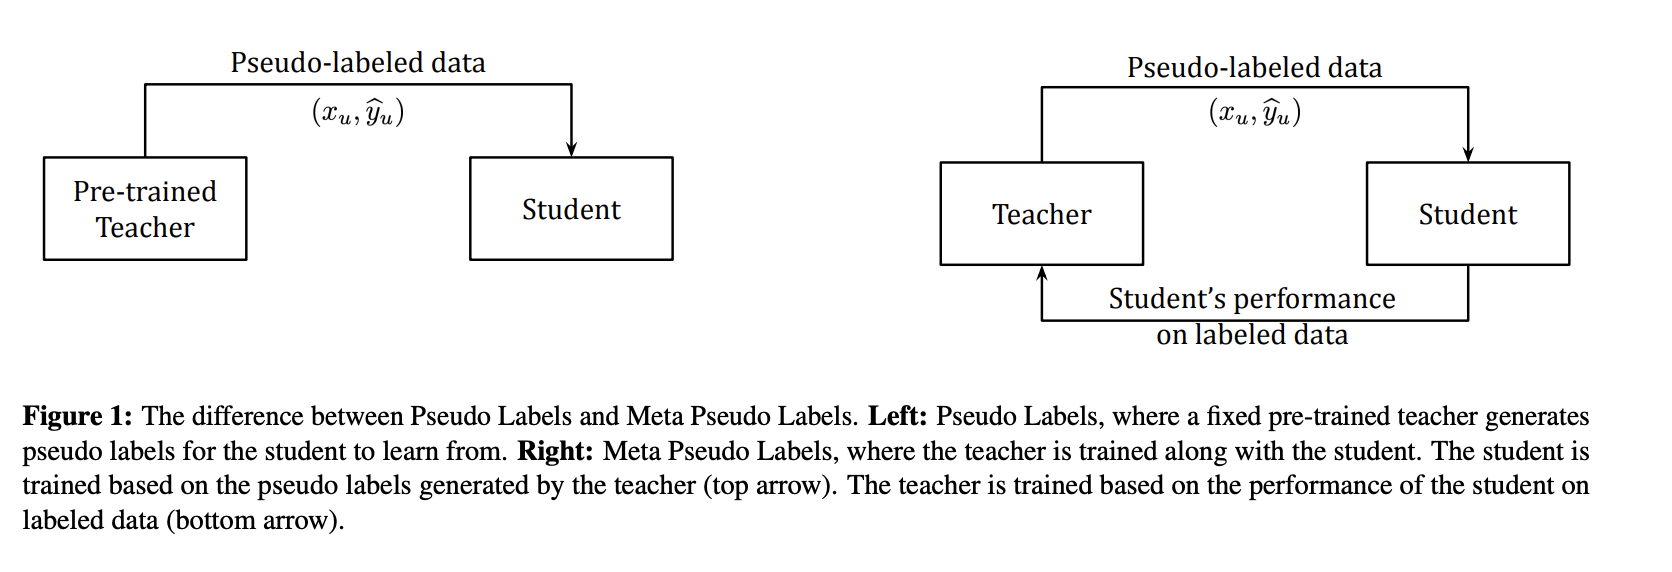 Pseudo-labeled data
(x_u, ŷ_u)
Pre-trained
Teacher
Student
Pseudo-labeled data
(x_u, ŷ_u)
Teacher
Student
Student’s performance
on labeled data
Figure 1: The difference between Pseudo Labels and Meta Pseudo Labels. Left: Pseudo Labels, where a fixed pre-trained teacher generates
pseudo labels for the student to learn from. Right: Meta Pseudo Labels, where the teacher is trained along with the student. The student is
trained based on the pseudo labels generated by the teacher (top arrow). The teacher is trained based on the performance of the student on
labeled data (bottom arrow).